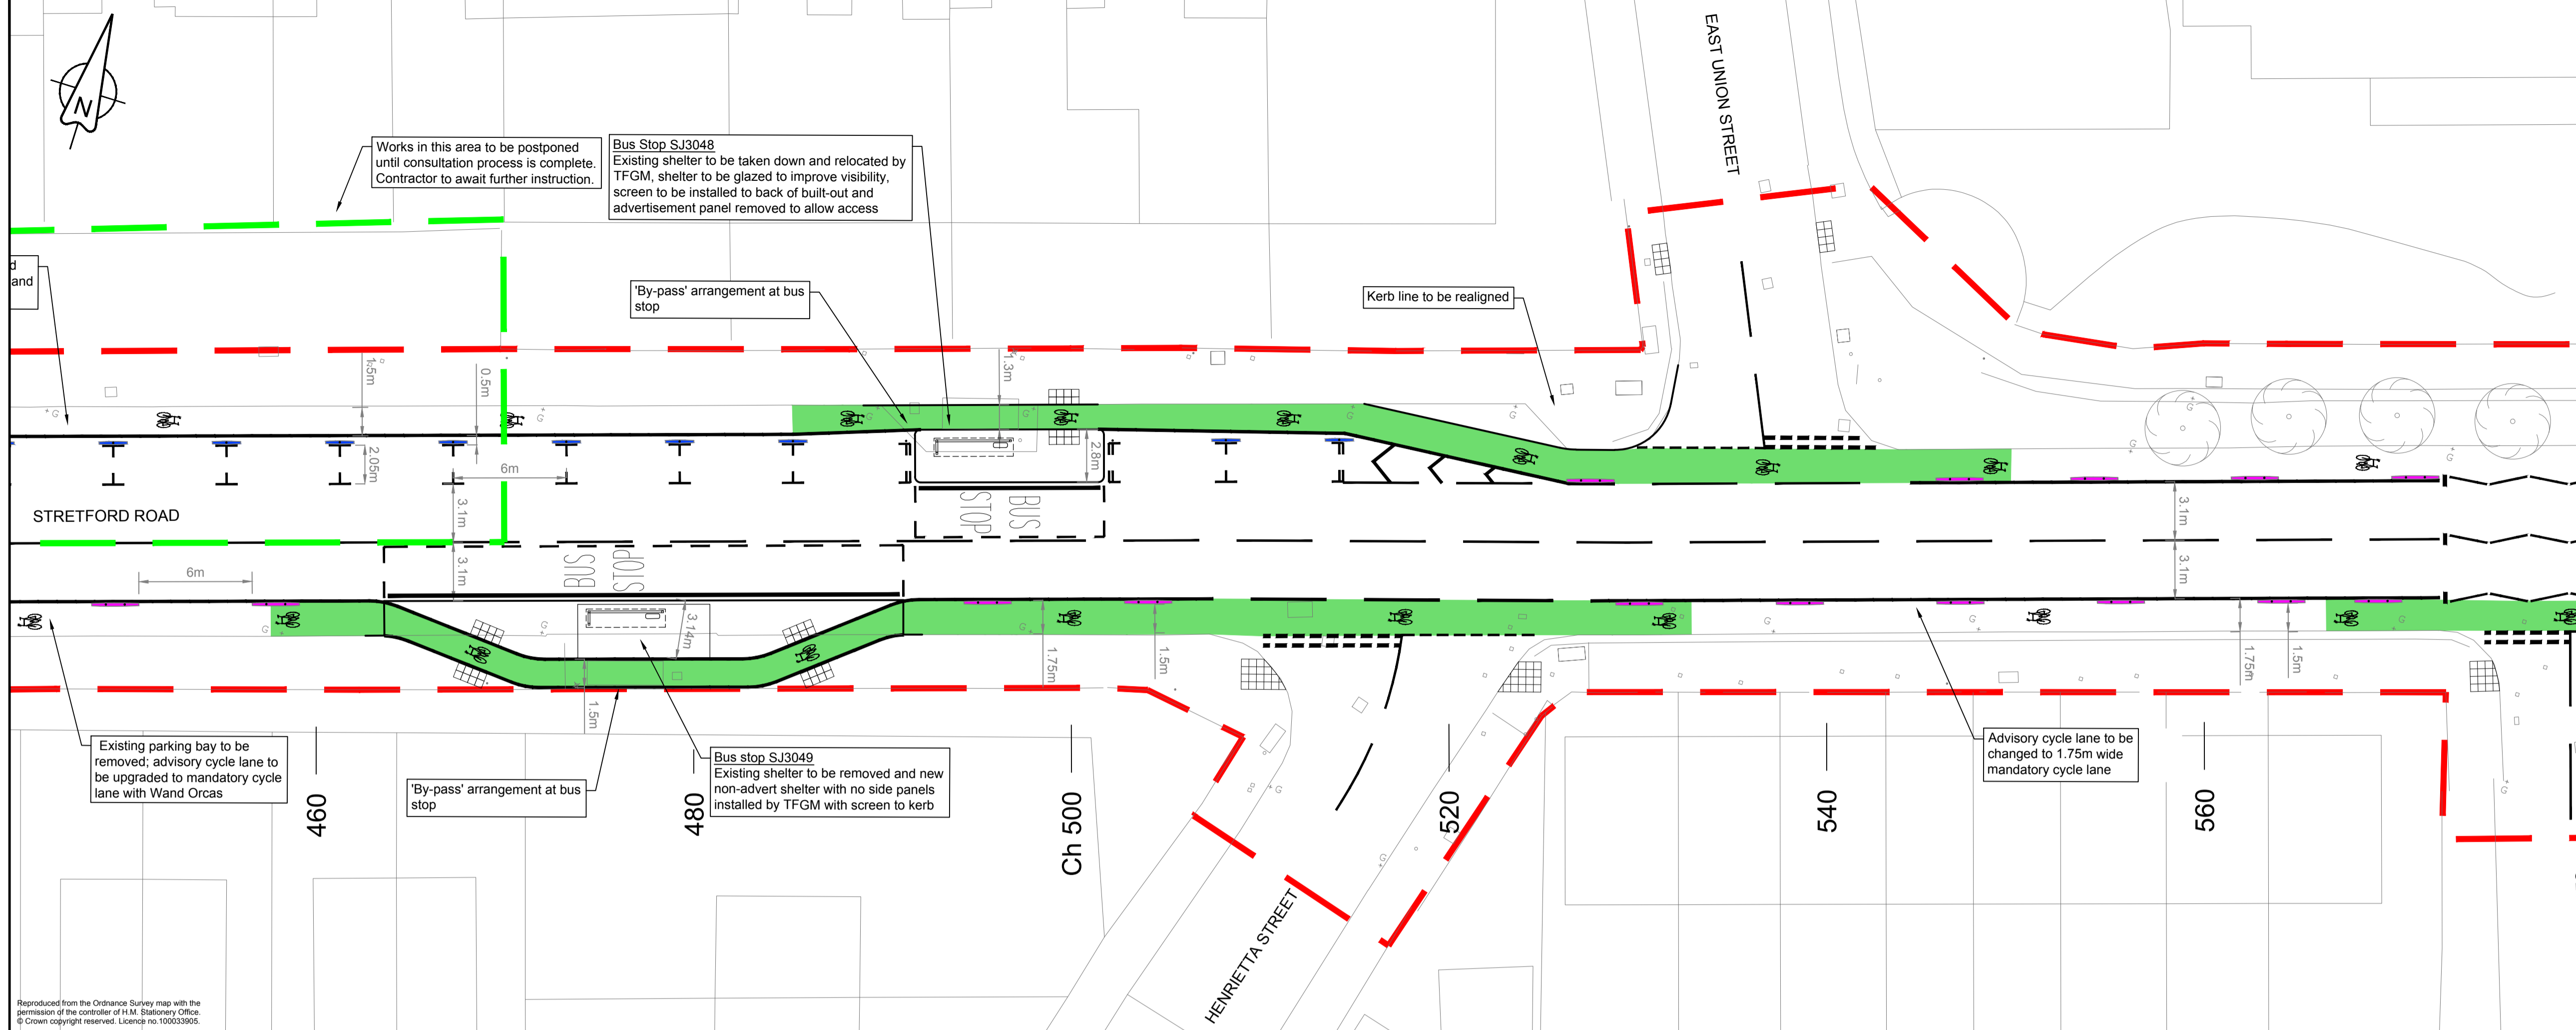 EAST UNION STREET
N
Works in this area to be postponed
until consultation process is complete.
Contractor to await further instruction.
Bus Stop SJ3048
Existing shelter to be taken down and relocated by
TFGM, shelter to be glazed to improve visibility,
screen to be installed to back of built-out and
advertisement panel removed to allow access
d
and
'By-pass' arrangement at bus
stop
Kerb line to be realigned
1.5m
0.5m
1.3m
G
G
G
G
G
G
G
G
2.05m
6m
2.8m
3.1m
3.1m
BUS
STOP
STRETFORD ROAD
3.1m
3.1m
BUS
STOP
6m
G
G
3.14m
G
G
G
G
G
1.75m
1.5m
1.75m
1.5m
1.5m
Existing parking bay to be
removed; advisory cycle lane to
be upgraded to mandatory cycle
lane with Wand Orcas
'By-pass' arrangement at bus
stop
Bus stop SJ3049
Existing shelter to be removed and new
non-advert shelter with no side panels
installed by TFGM with screen to kerb
Advisory cycle lane to be
changed to 1.75m wide
mandatory cycle lane
G
G
G
460
480
Ch 500
520
540
560
HENRIETTA STREET
Reproduced from the Ordnance Survey map with the
permission of the controller of H.M. Stationery Office.
© Crown copyright reserved. Licence no.100033905.